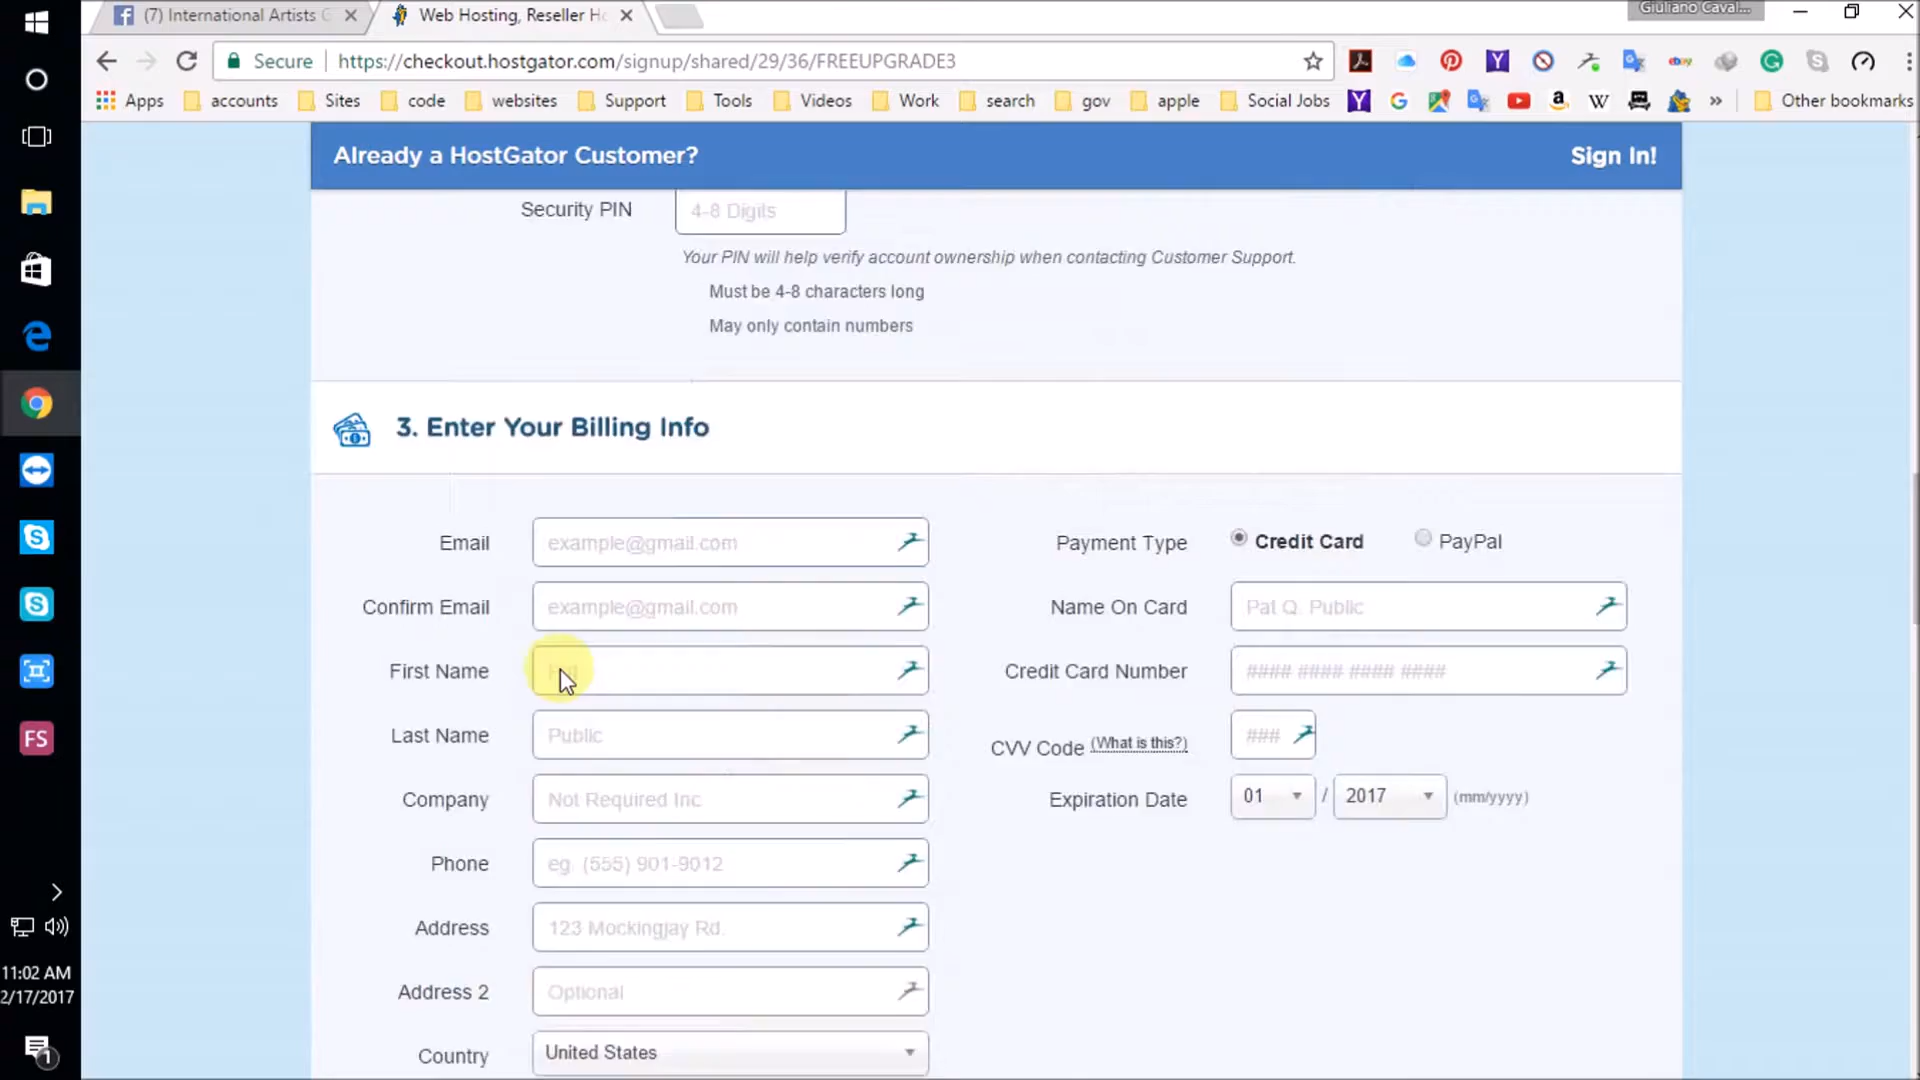 (7) International Artists G
Web Hosting, Reseller Ho
Giuliano Caval...
Secure
https://checkout.hostgator.com/signup/shared/29/36/FREEUPGRADE3
Apps accounts Sites code websites Support Tools Videos Work search gov apple Social Jobs » Other bookmarks
Already a HostGator Customer? Sign In!
Security PIN 4-8 Digits
Your PIN will help verify account ownership when contacting Customer Support.
Must be 4-8 characters long
May only contain numbers
3. Enter Your Billing Info
Email example@gmail.com
Confirm Email example@gmail.com
First Name
Last Name Public
Company Not Required Inc
Phone eg. (555) 901-9012
Address 123 Mockingjay Rd.
Address 2 Optional
Country United States
Payment Type Credit Card PayPal
Name On Card Pat Q. Public
Credit Card Number #### #### #### ####
CVV Code (What is this?) ###
Expiration Date 01 / 2017 (mm/yyyy)
FS
11:02 AM
2/17/2017
1